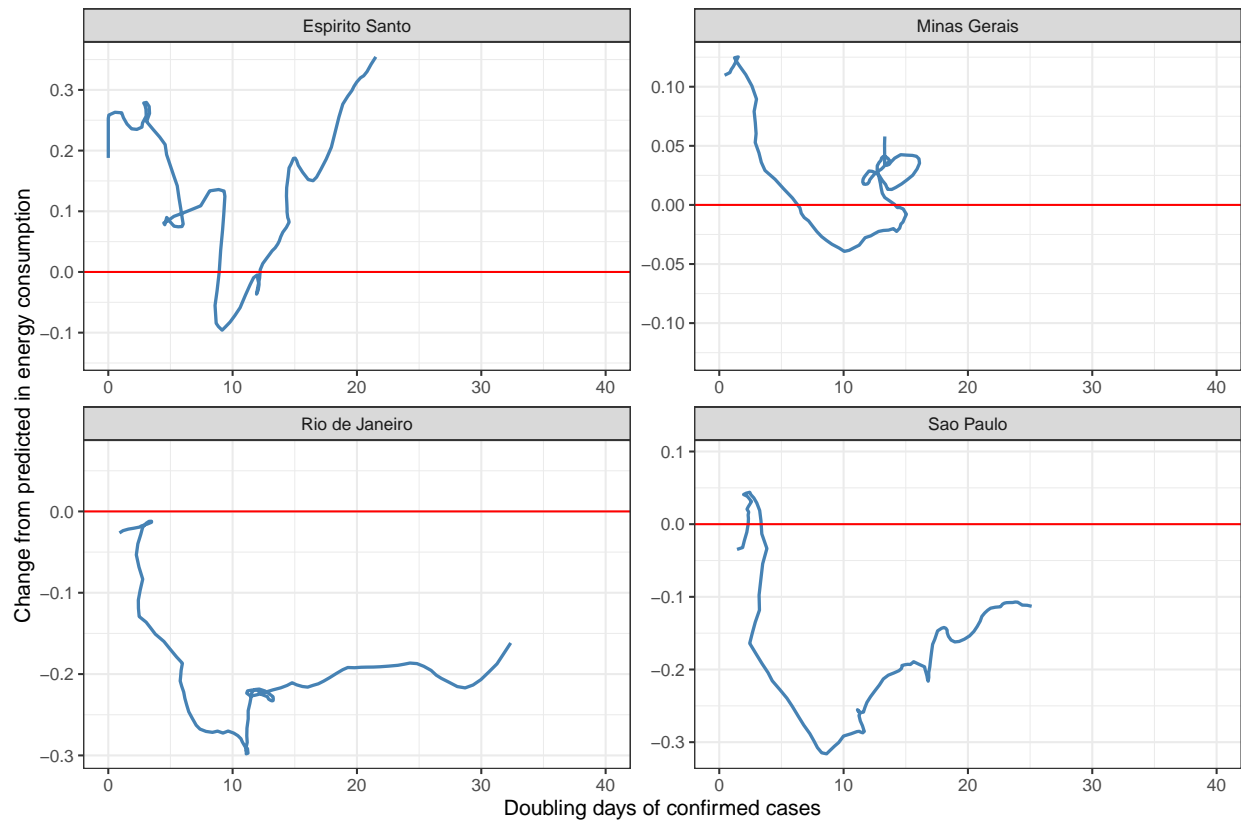 Espirito Santo
Minas Gerais
0.3
0.2
0.1
0.0
−0.1
0.10
0.05
0.00
−0.05
−0.10
0 10 20 30 40
0 10 20 30 40
Rio de Janeiro
Sao Paulo
0.0
−0.1
−0.2
−0.3
0.1
0.0
−0.1
−0.2
−0.3
0 10 20 30 40
0 10 20 30 40
Change from predicted in energy consumption
Doubling days of confirmed cases